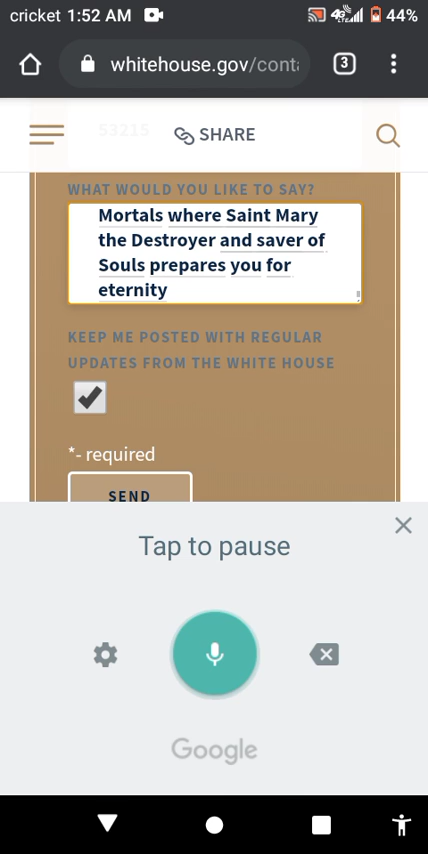 cricket 1:52 AM 4G LTE 44%
whitehouse.gov/conta 3
53215 SHARE
WHAT WOULD YOU LIKE TO SAY?
Mortals where Saint Mary
the Destroyer and saver of
Souls prepares you for
eternity
KEEP ME POSTED WITH REGULAR
UPDATES FROM THE WHITE HOUSE
*- required
SEND
Tap to pause
Google